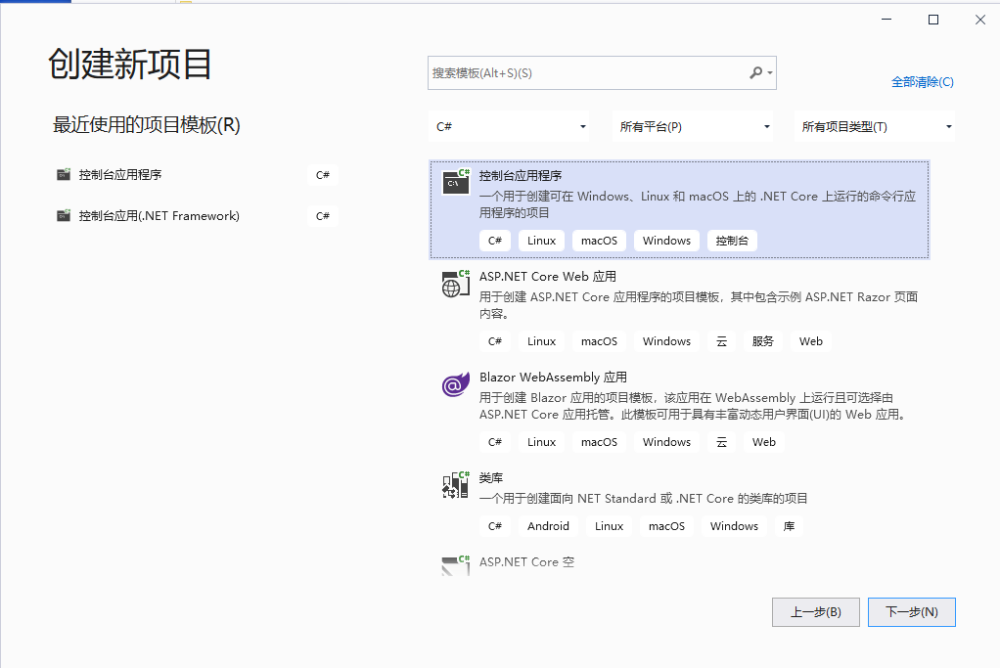 创建新项目
最近使用的项目模板(R)
控制台应用程序 C#
控制台应用(.NET Framework) C#
搜索模板(Alt+S)(S)
全部清除(C)
C# 所有平台(P) 所有项目类型(T)
控制台应用程序
一个用于创建可在 Windows、Linux 和 macOS 上的 .NET Core 上运行的命令行应
用程序的项目
C# Linux macOS Windows 控制台
ASP.NET Core Web 应用
用于创建 ASP.NET Core 应用程序的项目模板，其中包含示例 ASP.NET Razor 页面
内容。
C# Linux macOS Windows 云 服务 Web
Blazor WebAssembly 应用
用于创建 Blazor 应用的项目模板，该应用在 WebAssembly 上运行且可选择由
ASP.NET Core 应用托管。此模板可用于具有丰富动态用户界面(UI)的 Web 应用。
C# Linux macOS Windows 云 Web
类库
一个用于创建面向 NET Standard 或 .NET Core 的类库的项目
C# Android Linux macOS Windows 库
ASP.NET Core 空
上一步(B) 下一步(N)